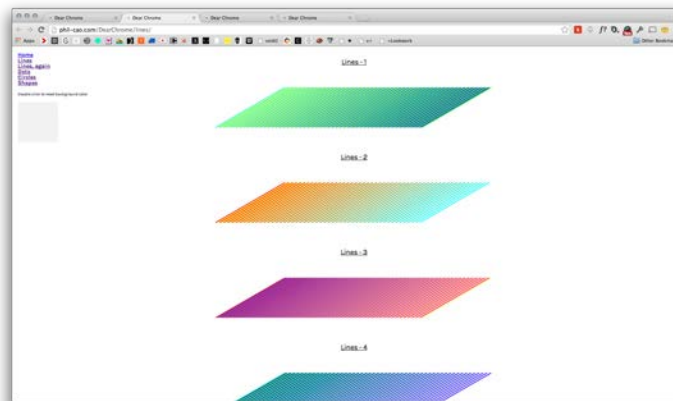 Dear Chrome
Dear Chrome
Dear Chrome
Dear Chrome
phil-cao.com/DearChrome/lines/
Apps
Other Bookmarks
Home
Lines
Lines, again
Dots
Circles
Shapes
Lines - 1
Lines - 2
Lines - 3
Lines - 4